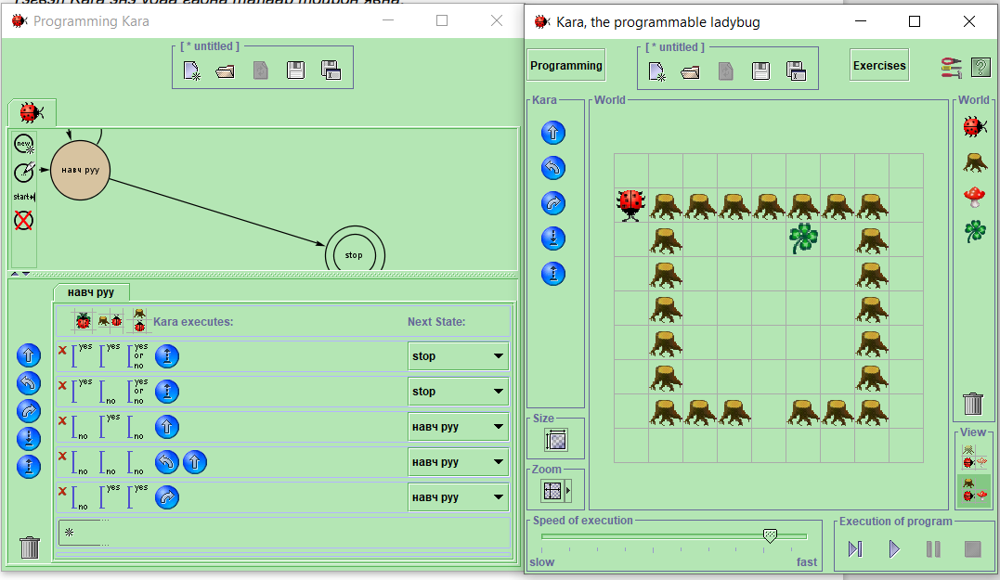 Programming Kara
[ * untitled ]
new
start
навч руу
stop
навч руу
Kara executes:
Next State:
yes
yes
yes
or
no
stop
yes
no
yes
or
no
stop
no
yes
no
навч руу
no
no
no
навч руу
no
yes
yes
навч руу
Kara, the programmable ladybug
Programming
[ * untitled ]
Exercises
Kara
World
World
Size
Zoom
View
Speed of execution
slow
fast
Execution of program